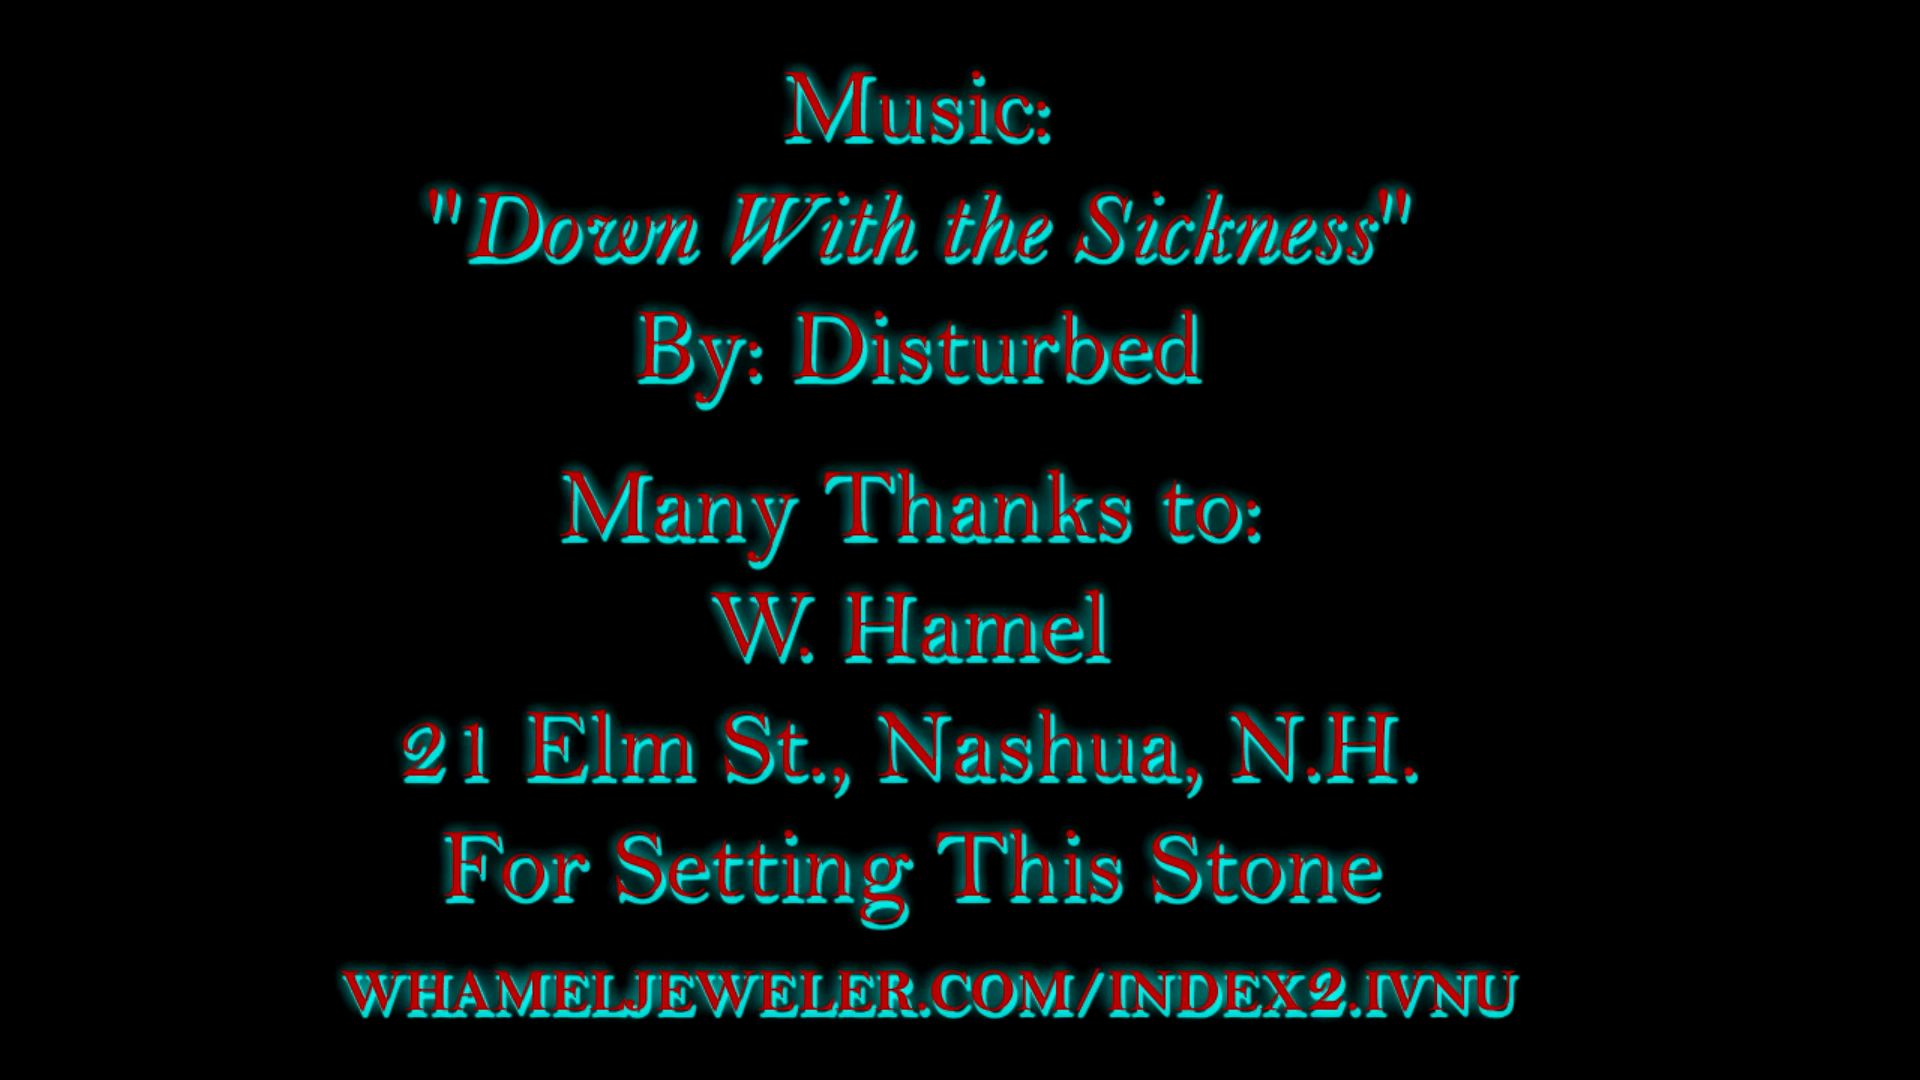 Music:
"Down With the Sickness"
By: Disturbed
Many Thanks to:
W. Hamel
21 Elm St., Nashua, N.H.
For Setting This Stone
WHAMELJEWELER.COM/INDEX2.IVNU